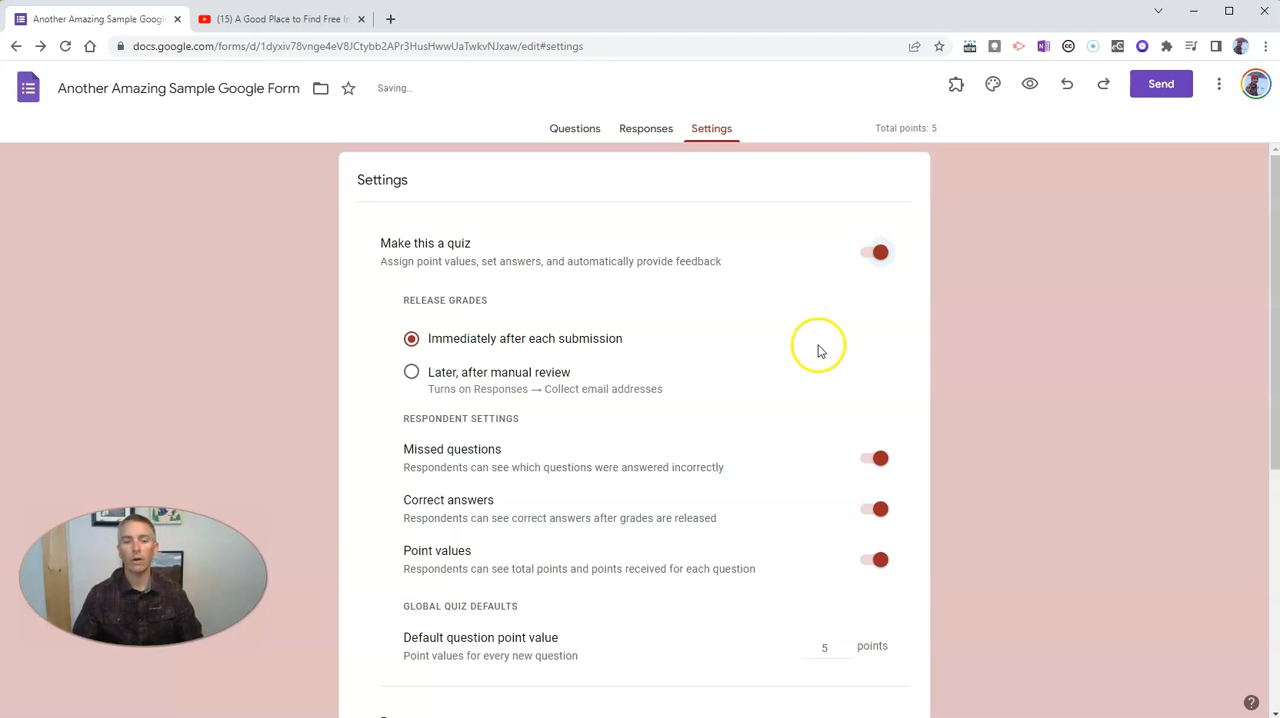 Another Amazing Sample Googl
(15) A Good Place to Find Free In
docs.google.com/forms/d/1dyxiv78vnge4eV8JCtybb2APr3HusHwwUaTwkvNJxaw/edit#settings
Another Amazing Sample Google Form
Saving...
Send
Questions
Responses
Settings
Total points: 5
Settings
Make this a quiz
Assign point values, set answers, and automatically provide feedback
RELEASE GRADES
Immediately after each submission
Later, after manual review
Turns on Responses → Collect email addresses
RESPONDENT SETTINGS
Missed questions
Respondents can see which questions were answered incorrectly
Correct answers
Respondents can see correct answers after grades are released
Point values
Respondents can see total points and points received for each question
GLOBAL QUIZ DEFAULTS
Default question point value
Point values for every new question
5 points